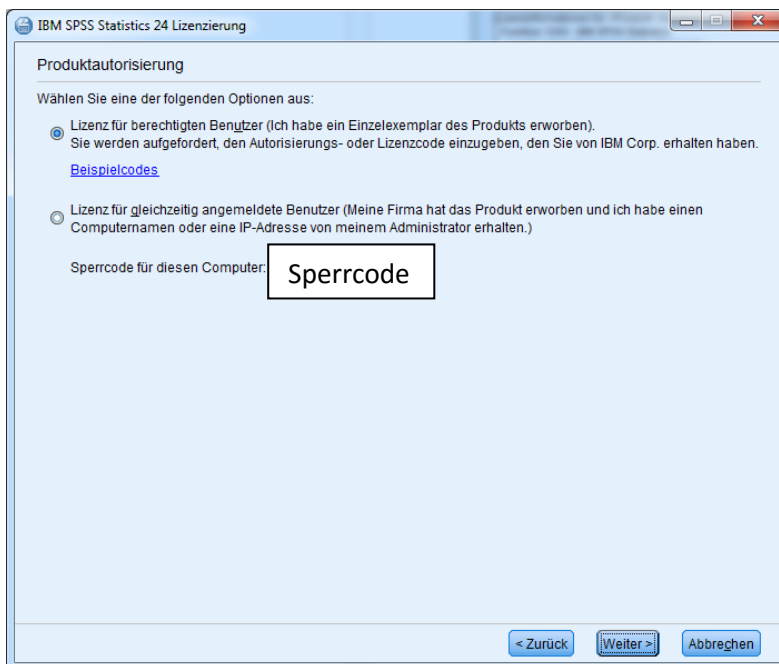 IBM SPSS Statistics 24 Lizenzierung
Produktautorisierung
Wählen Sie eine der folgenden Optionen aus:
Lizenz für berechtigten Benutzer (Ich habe ein Einzelexemplar des Produkts erworben).
Sie werden aufgefordert, den Autorisierungs- oder Lizenzcode einzugeben, den Sie von IBM Corp. erhalten haben.
Beispielcodes
Lizenz für gleichzeitig angemeldete Benutzer (Meine Firma hat das Produkt erworben und ich habe einen
Computernamen oder eine IP-Adresse von meinem Administrator erhalten.)
Sperrcode für diesen Computer: Sperrcode
< Zurück Weiter > Abbrechen